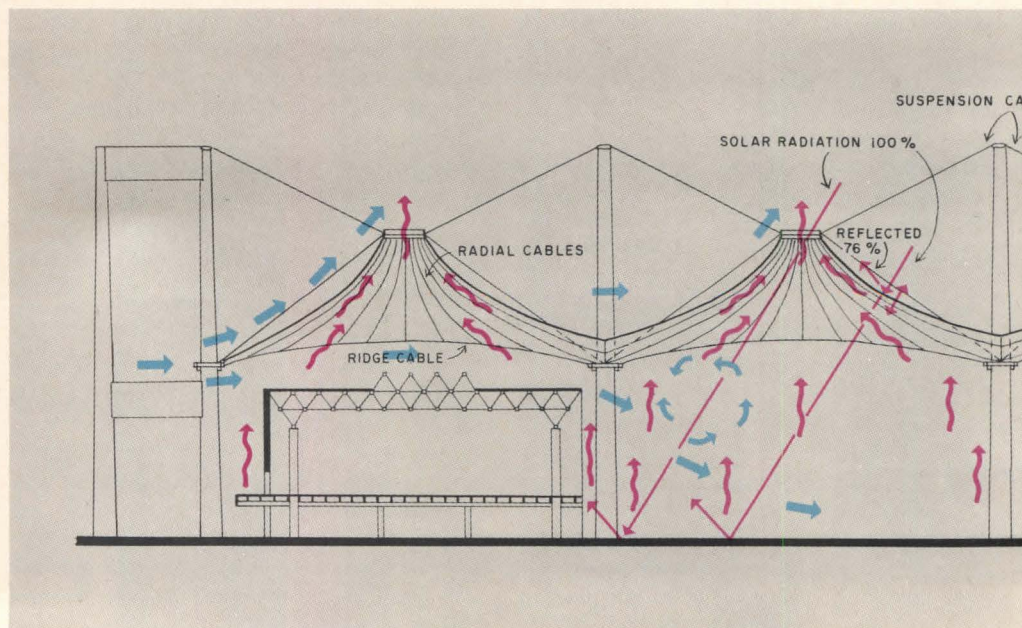 SUSPENSION CA
SOLAR RADIATION 100%
REFLECTED
76%
RADIAL CABLES
RIDGE CABLE